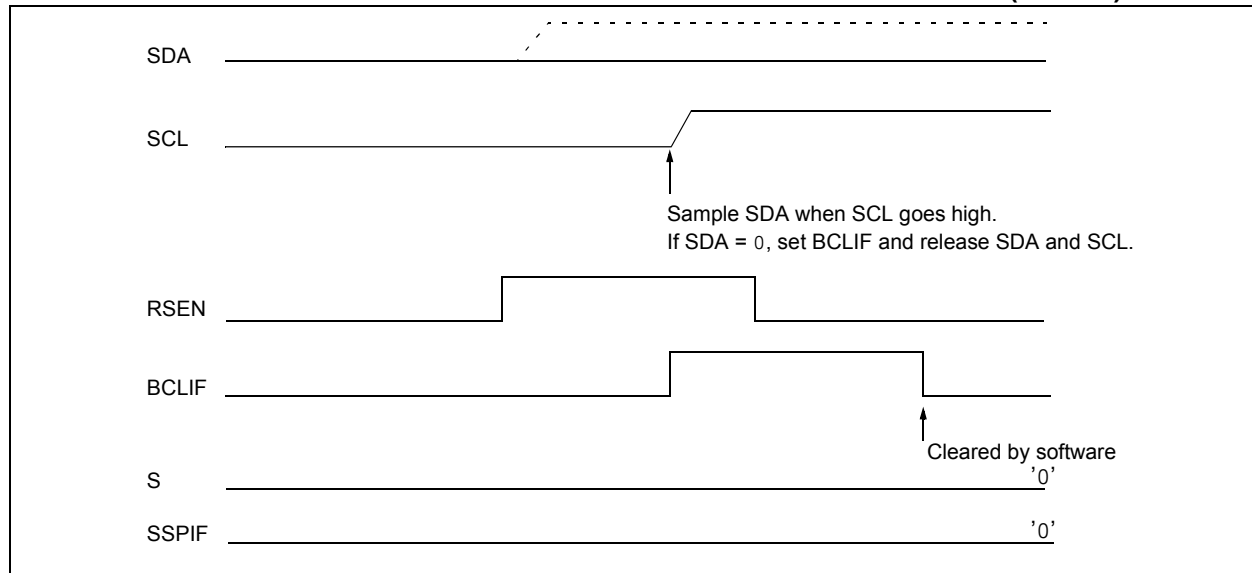 SDA
SCL
Sample SDA when SCL goes high.
If SDA = 0, set BCLIF and release SDA and SCL.
RSEN
BCLIF
Cleared by software
S
'0'
SSPIF
'0'